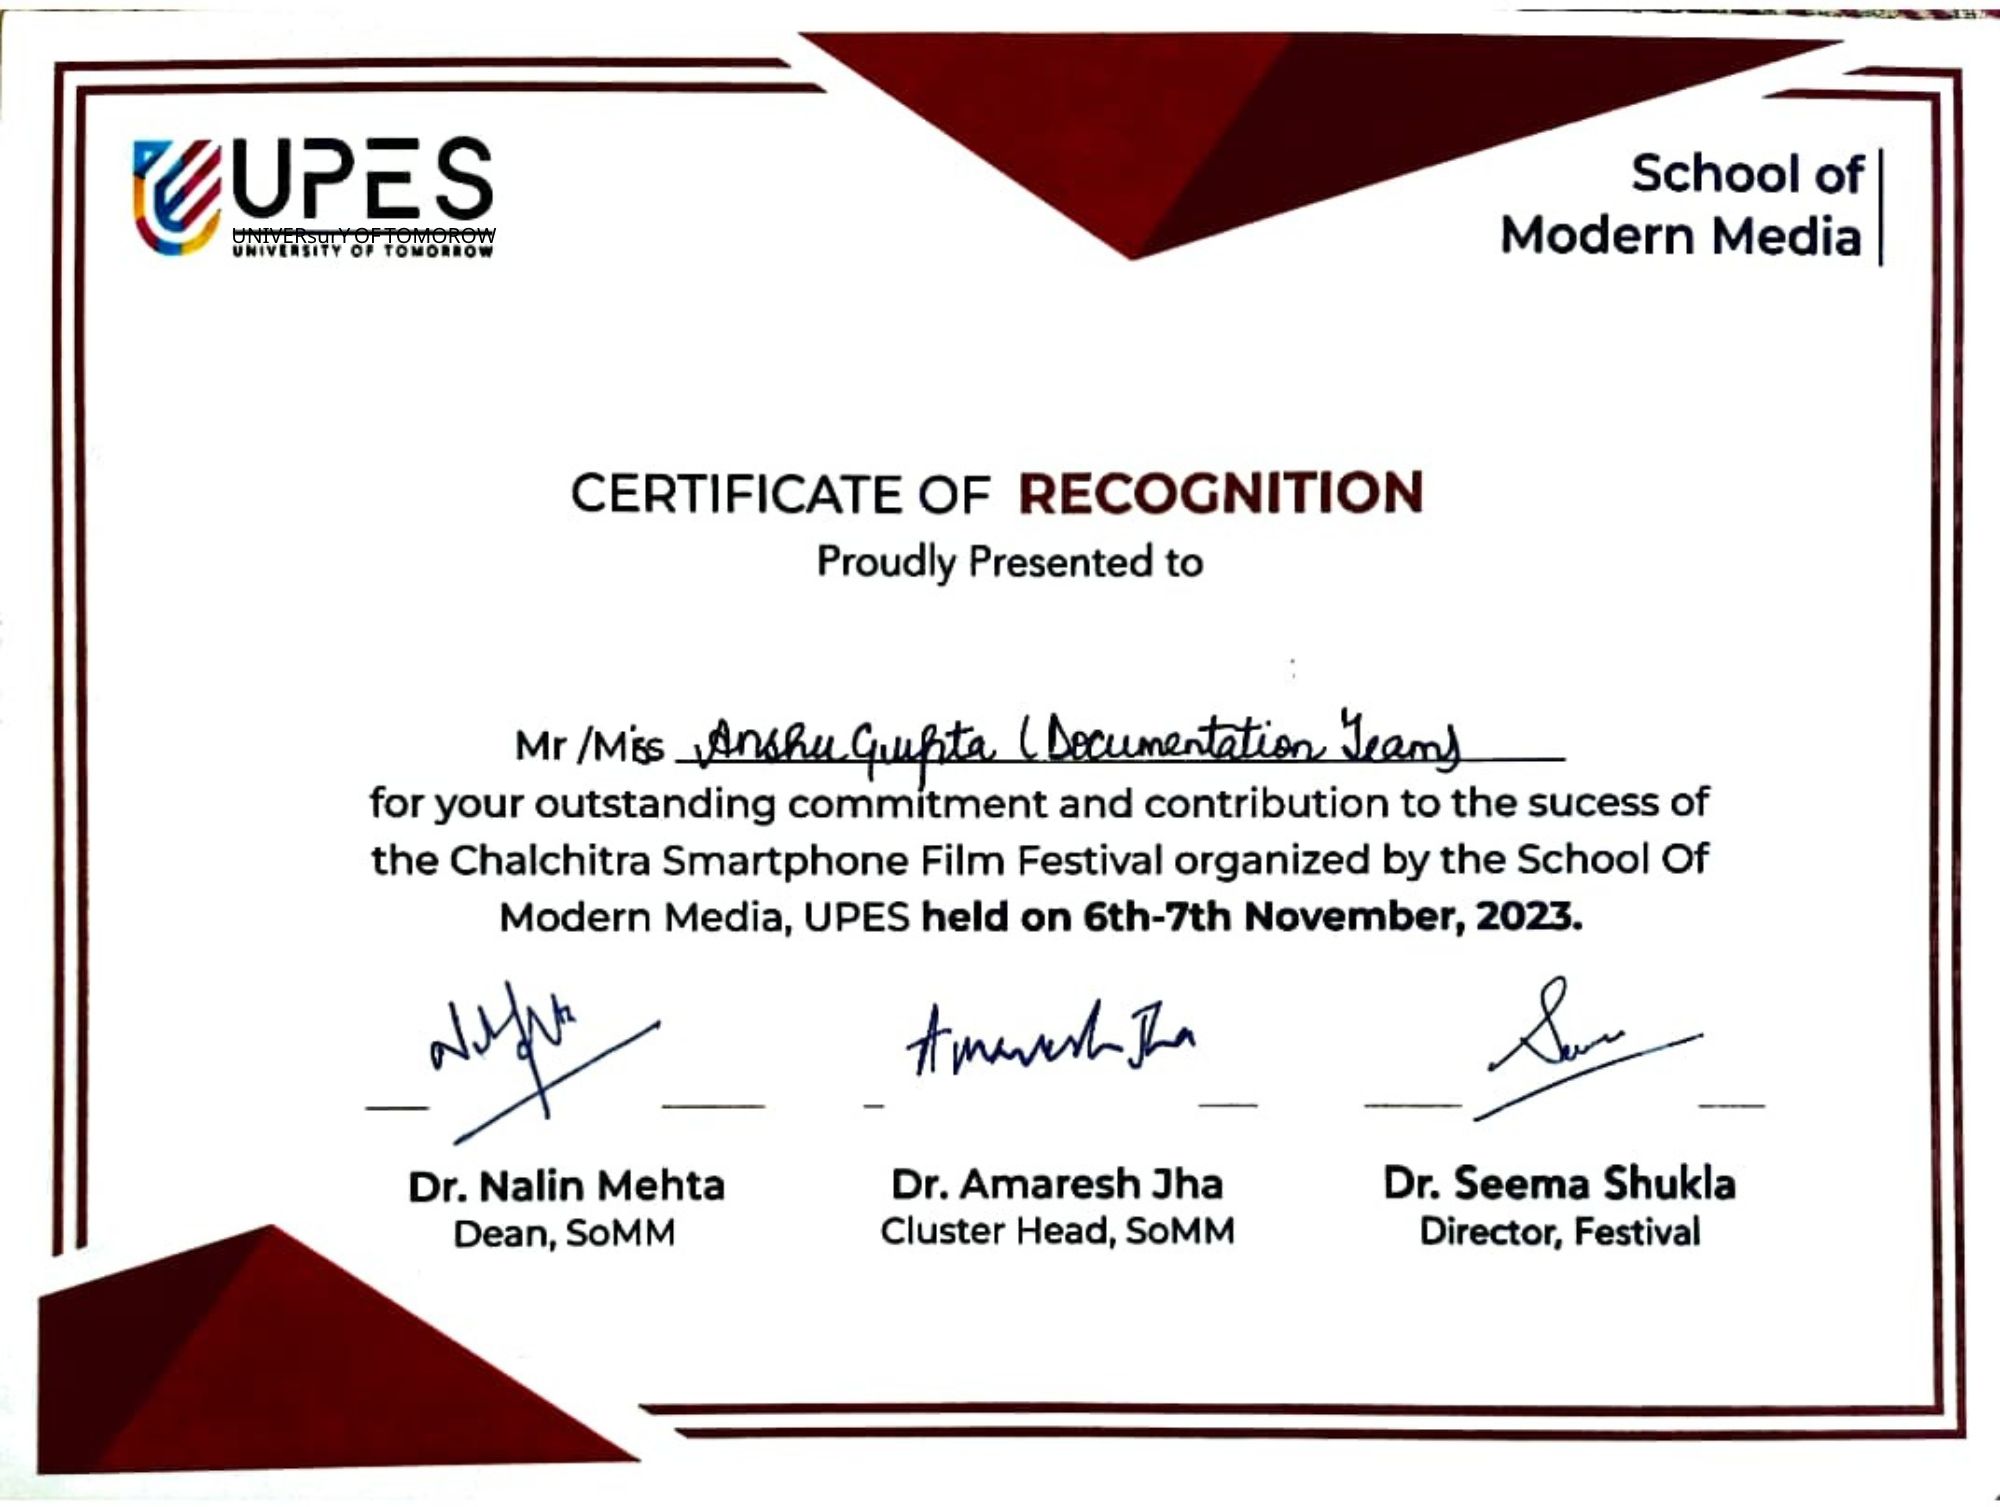 UPES
UNIVERsurY OF TOMOROW
UNIVERSITY OF TOMORROW
School of
Modern Media
CERTIFICATE OF RECOGNITION
Proudly Presented to
Mr /Miss Anshu Gupta (Documentation Team)
for your outstanding commitment and contribution to the sucess of
the Chalchitra Smartphone Film Festival organized by the School Of
Modern Media, UPES held on 6th-7th November, 2023.
Amaresh Jha
Dr. Nalin Mehta Dr. Amaresh Jha Dr. Seema Shukla
Dean, SoMM Cluster Head, SoMM Director, Festival